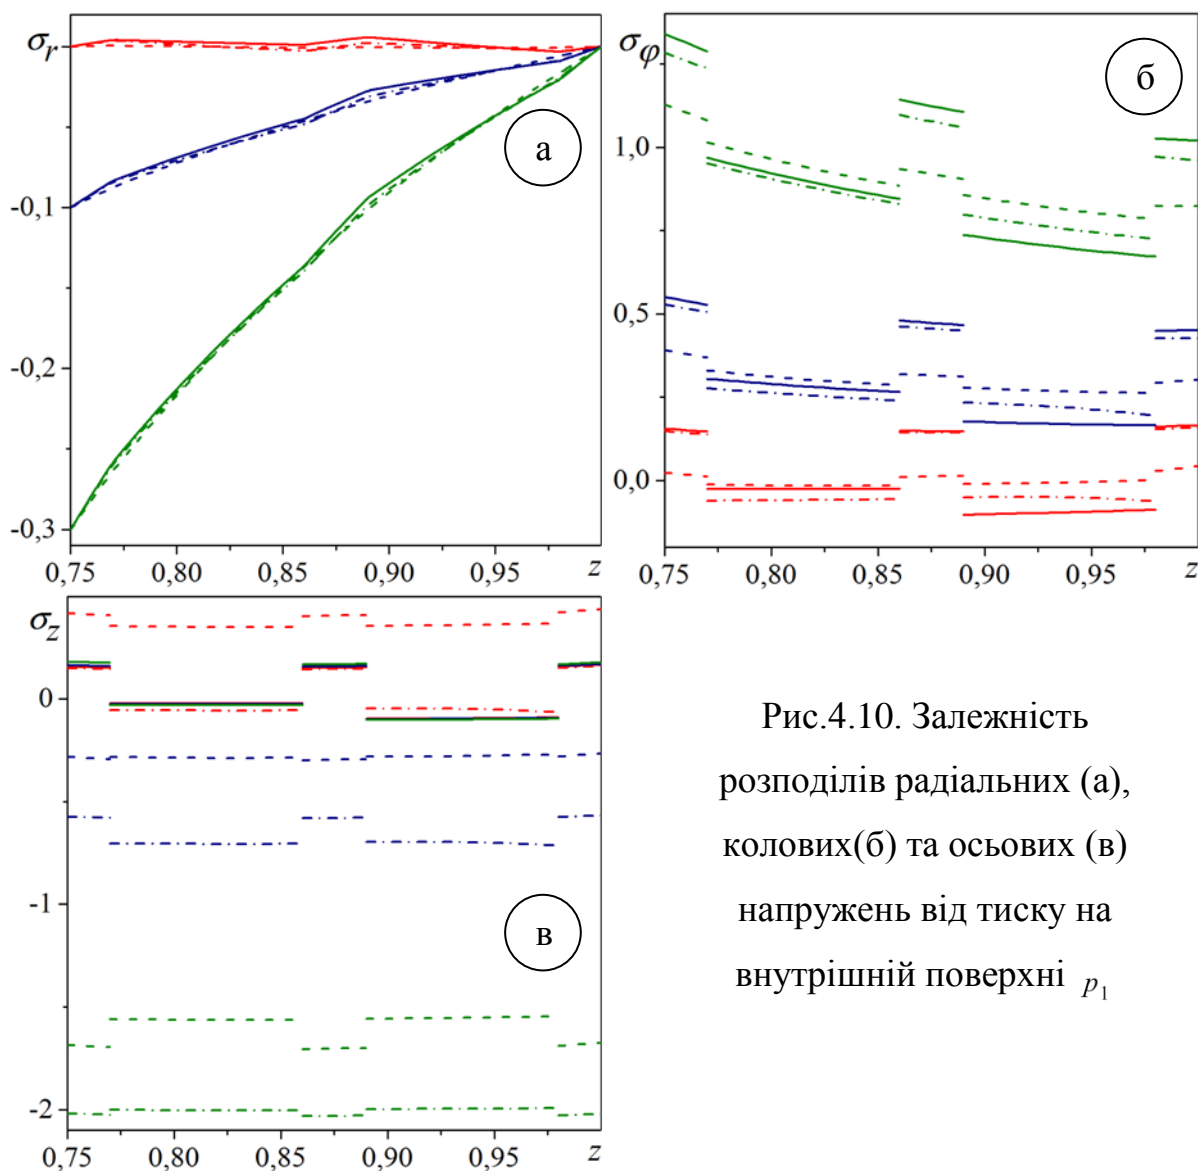 σr
а
-0,1
-0,2
-0,3
0,75 0,80 0,85 0,90 0,95 z
σφ
б
1,0
0,5
0,0
0,75 0,80 0,85 0,90 0,95 z
σz
0
-1
в
-2
0,75 0,80 0,85 0,90 0,95 z
Рис.4.10. Залежність
розподілів радіальних (а),
колових(б) та осьових (в)
напружень від тиску на
внутрішній поверхні p1